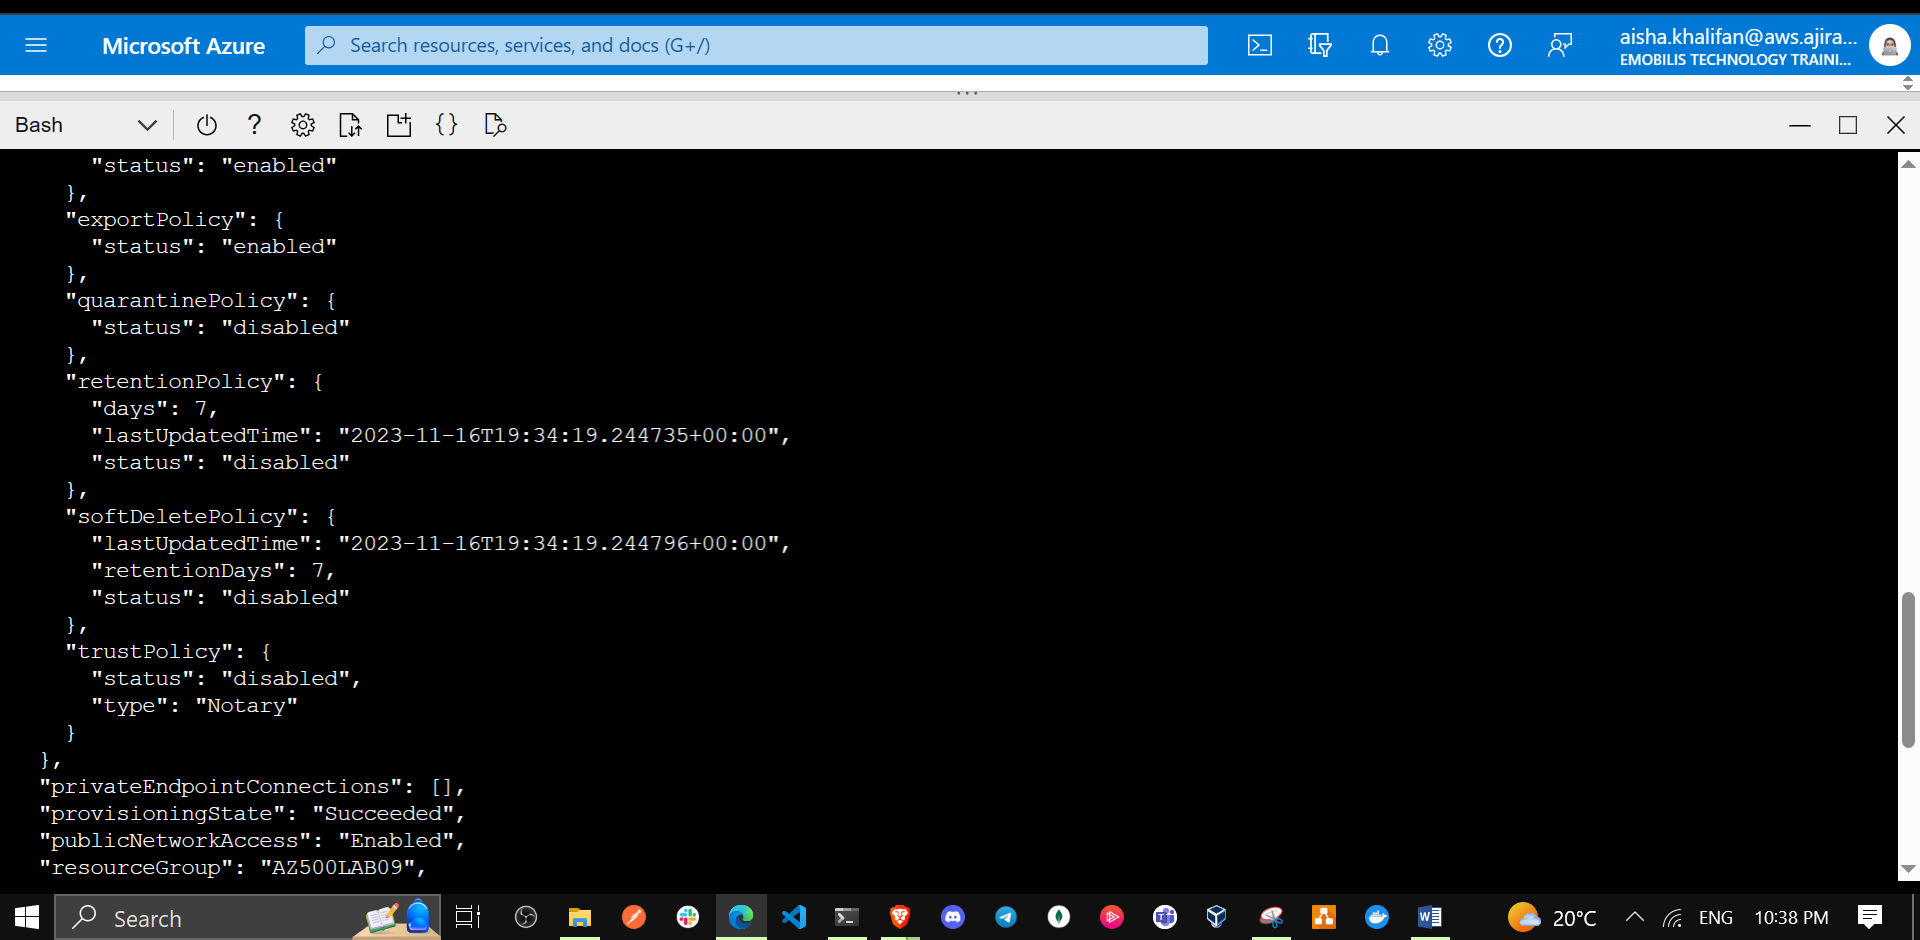 Microsoft Azure
Search resources, services, and docs (G+/)
aisha.khalifan@aws.ajira...
EMOBILIS TECHNOLOGY TRAINI...
Bash
"status": "enabled"
},
"exportPolicy": {
"status": "enabled"
},
"quarantinePolicy": {
"status": "disabled"
},
"retentionPolicy": {
"days": 7,
"lastUpdatedTime": "2023-11-16T19:34:19.244735+00:00",
"status": "disabled"
},
"softDeletePolicy": {
"lastUpdatedTime": "2023-11-16T19:34:19.244796+00:00",
"retentionDays": 7,
"status": "disabled"
},
"trustPolicy": {
"status": "disabled",
"type": "Notary"
}
},
"privateEndpointConnections": [],
"provisioningState": "Succeeded",
"publicNetworkAccess": "Enabled",
"resourceGroup": "AZ500LAB09",
Search
20°C
ENG
10:38 PM